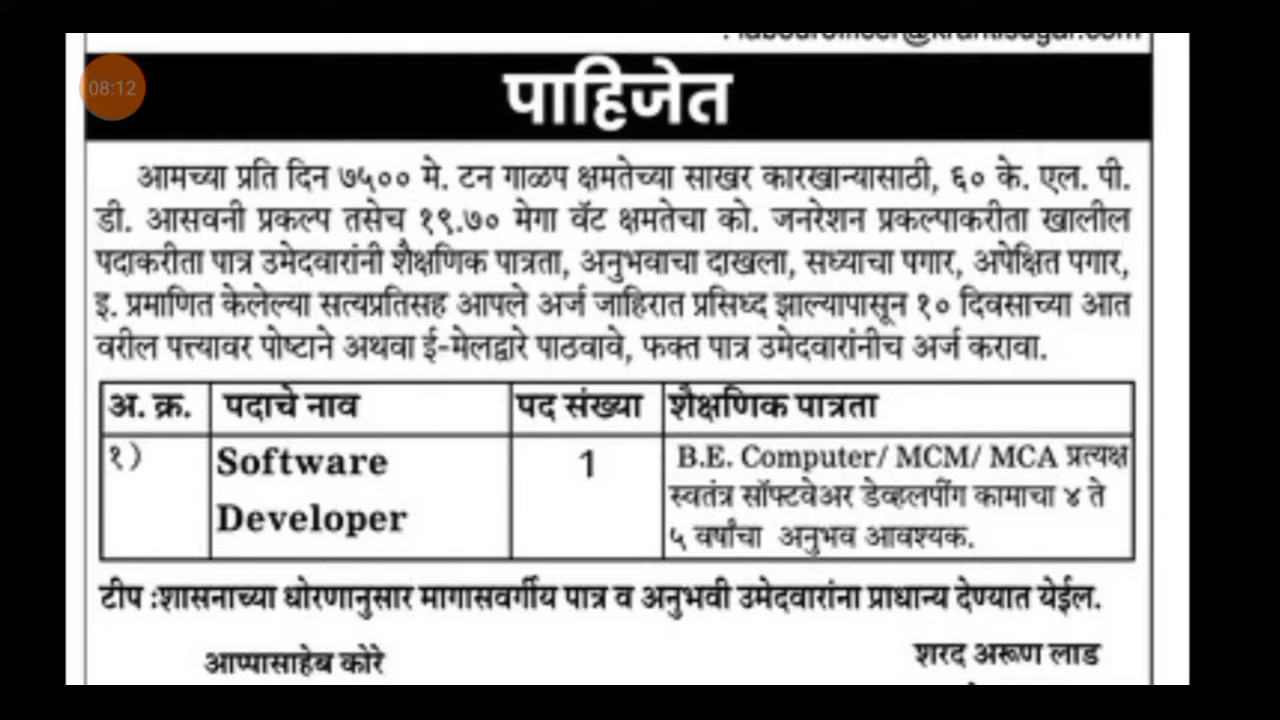 : labourofficer@krantisugar.com
08:12
पाहिजेत
आमच्या प्रति दिन ७५०० मे. टन गाळप क्षमतेच्या साखर कारखान्यासाठी, ६० के. एल. पी.
डी. आसवनी प्रकल्प तसेच १९.७० मेगा वॅट क्षमतेचा को. जनरेशन प्रकल्पाकरीता खालील
पदाकरीता पात्र उमेदवारांनी शैक्षणिक पात्रता, अनुभवाचा दाखला, सध्याचा पगार, अपेक्षित पगार,
इ. प्रमाणित केलेल्या सत्यप्रतिसह आपले अर्ज जाहिरात प्रसिध्द झाल्यापासून १० दिवसाच्या आत
वरील पत्त्यावर पोष्टाने अथवा ई-मेलद्वारे पाठवावे, फक्त पात्र उमेदवारांनीच अर्ज करावा.
अ. क्र. पदाचे नाव पद संख्या शैक्षणिक पात्रता
१) Software Developer 1 B.E. Computer/ MCM/ MCA प्रत्यक्ष
स्वतंत्र सॉफ्टवेअर डेव्हलपींग कामाचा ४ ते
५ वर्षांचा अनुभव आवश्यक.
टीप :शासनाच्या धोरणानुसार मागासवर्गीय पात्र व अनुभवी उमेदवारांना प्राधान्य देण्यात येईल.
आप्पासाहेब कोरे शरद अरूण लाड